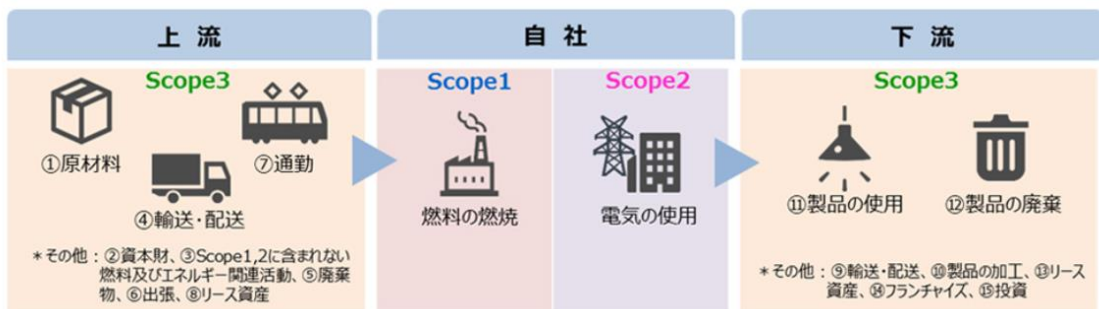 上流
自社
下流
Scope3
①原材料
⑦通勤
④輸送・配送
＊その他：②資本財、③Scope1,2に含まれない
燃料及びエネルギー関連活動、⑤廃棄
物、⑥出張、⑧リース資産
Scope1
燃料の燃焼
Scope2
電気の使用
Scope3
⑪製品の使用
⑫製品の廃棄
＊その他：⑨輸送・配送、⑩製品の加工、⑬リース
資産、⑭フランチャイズ、⑮投資